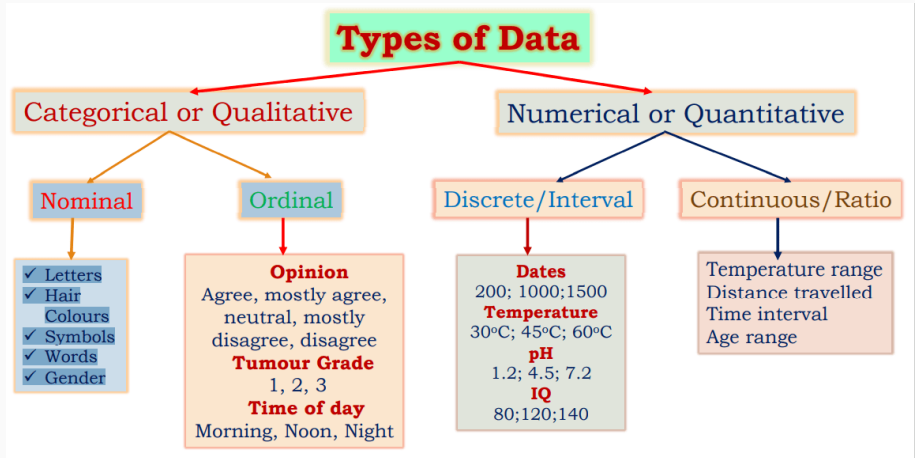 Types of Data
Categorical or Qualitative
Numerical or Quantitative
Nominal
Ordinal
Discrete/Interval
Continuous/Ratio
✓ Letters
✓ Hair
Colours
✓ Symbols
✓ Words
✓ Gender
Opinion
Agree, mostly agree,
neutral, mostly
disagree, disagree
Tumour Grade
1, 2, 3
Time of day
Morning, Noon, Night
Dates
200; 1000;1500
Temperature
30°C; 45°C; 60°C
pH
1.2; 4.5; 7.2
IQ
80;120;140
Temperature range
Distance travelled
Time interval
Age range